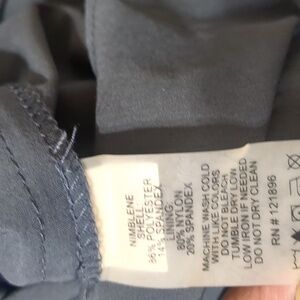 NIMBLENE
SHELL:
86% POLYESTER
14% SPANDEX
LINING:
80% NYLON
20% SPANDEX
MACHINE WASH COLD
WITH LIKE COLORS
DO NOT BLEACH
TUMBLE DRY LOW
LOW IRON IF NEEDED
DO NOT DRY CLEAN
RN # 121896